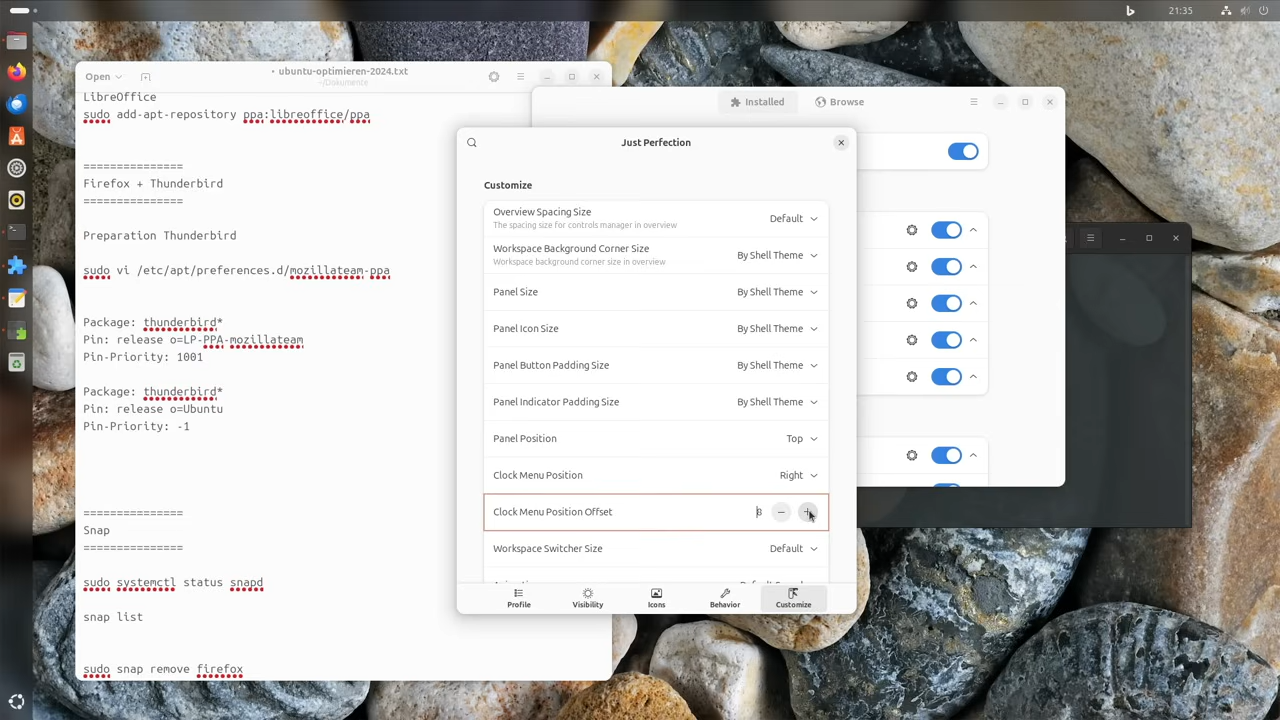 21:35
Open
• ubuntu-optimieren-2024.txt
~/Dokumente
LibreOffice
sudo add-apt-repository ppa:libreoffice/ppa
===============
Firefox + Thunderbird
===============
Preparation Thunderbird
sudo vi /etc/apt/preferences.d/mozillateam-ppa
Package: thunderbird*
Pin: release o=LP-PPA-mozillateam
Pin-Priority: 1001
Package: thunderbird*
Pin: release o=Ubuntu
Pin-Priority: -1
===============
Snap
===============
sudo systemctl status snapd
snap list
sudo snap remove firefox
Installed
Browse
Just Perfection
Customize
Overview Spacing Size
The spacing size for controls manager in overview
Default
Workspace Background Corner Size
Workspace background corner size in overview
By Shell Theme
Panel Size
By Shell Theme
Panel Icon Size
By Shell Theme
Panel Button Padding Size
By Shell Theme
Panel Indicator Padding Size
By Shell Theme
Panel Position
Top
Clock Menu Position
Right
Clock Menu Position Offset
8
Workspace Switcher Size
Default
Profile
Visibility
Icons
Behavior
Customize